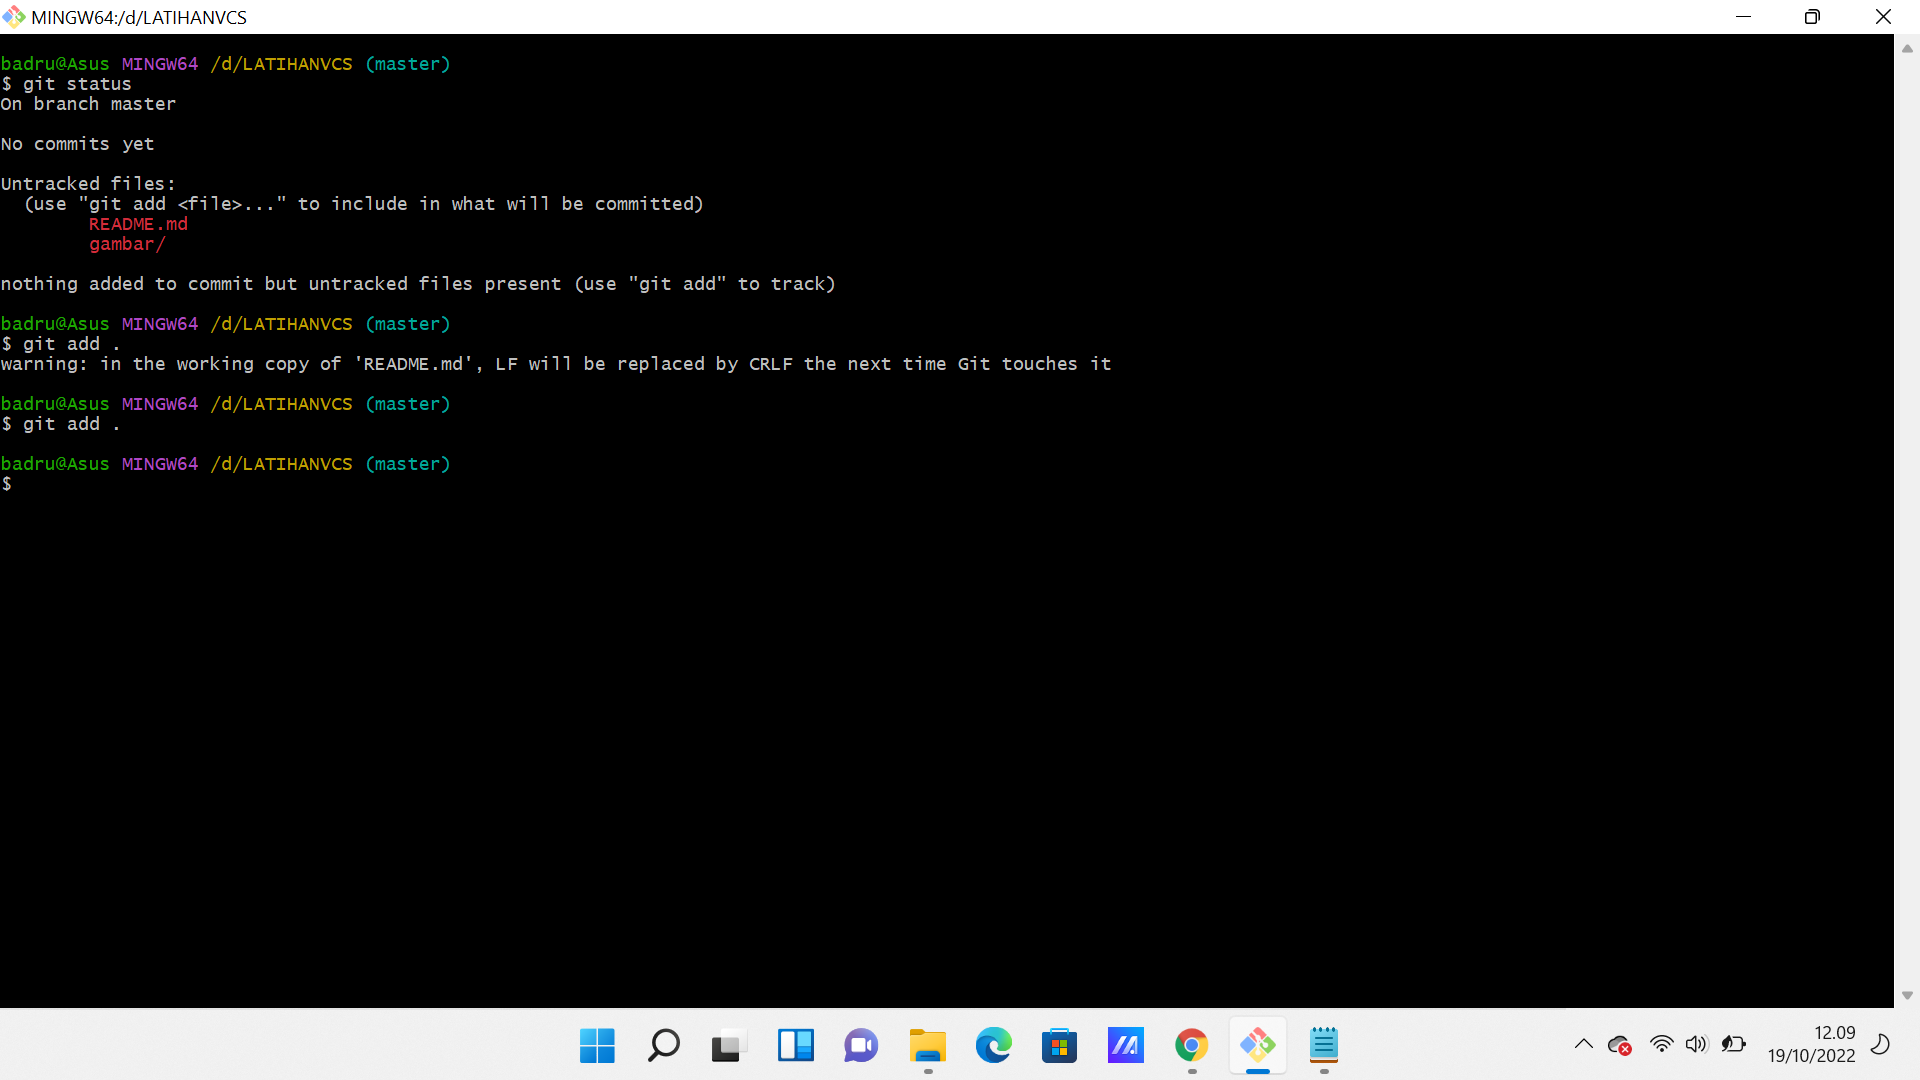 MINGW64:/d/LATIHANVCS
badru@Asus MINGW64 /d/LATIHANVCS (master)
$ git status
On branch master
No commits yet
Untracked files:
  (use "git add <file>..." to include in what will be committed)
        README.md
        gambar/
nothing added to commit but untracked files present (use "git add" to track)
badru@Asus MINGW64 /d/LATIHANVCS (master)
$ git add .
warning: in the working copy of 'README.md', LF will be replaced by CRLF the next time Git touches it
badru@Asus MINGW64 /d/LATIHANVCS (master)
$ git add .
badru@Asus MINGW64 /d/LATIHANVCS (master)
$
12.09
19/10/2022